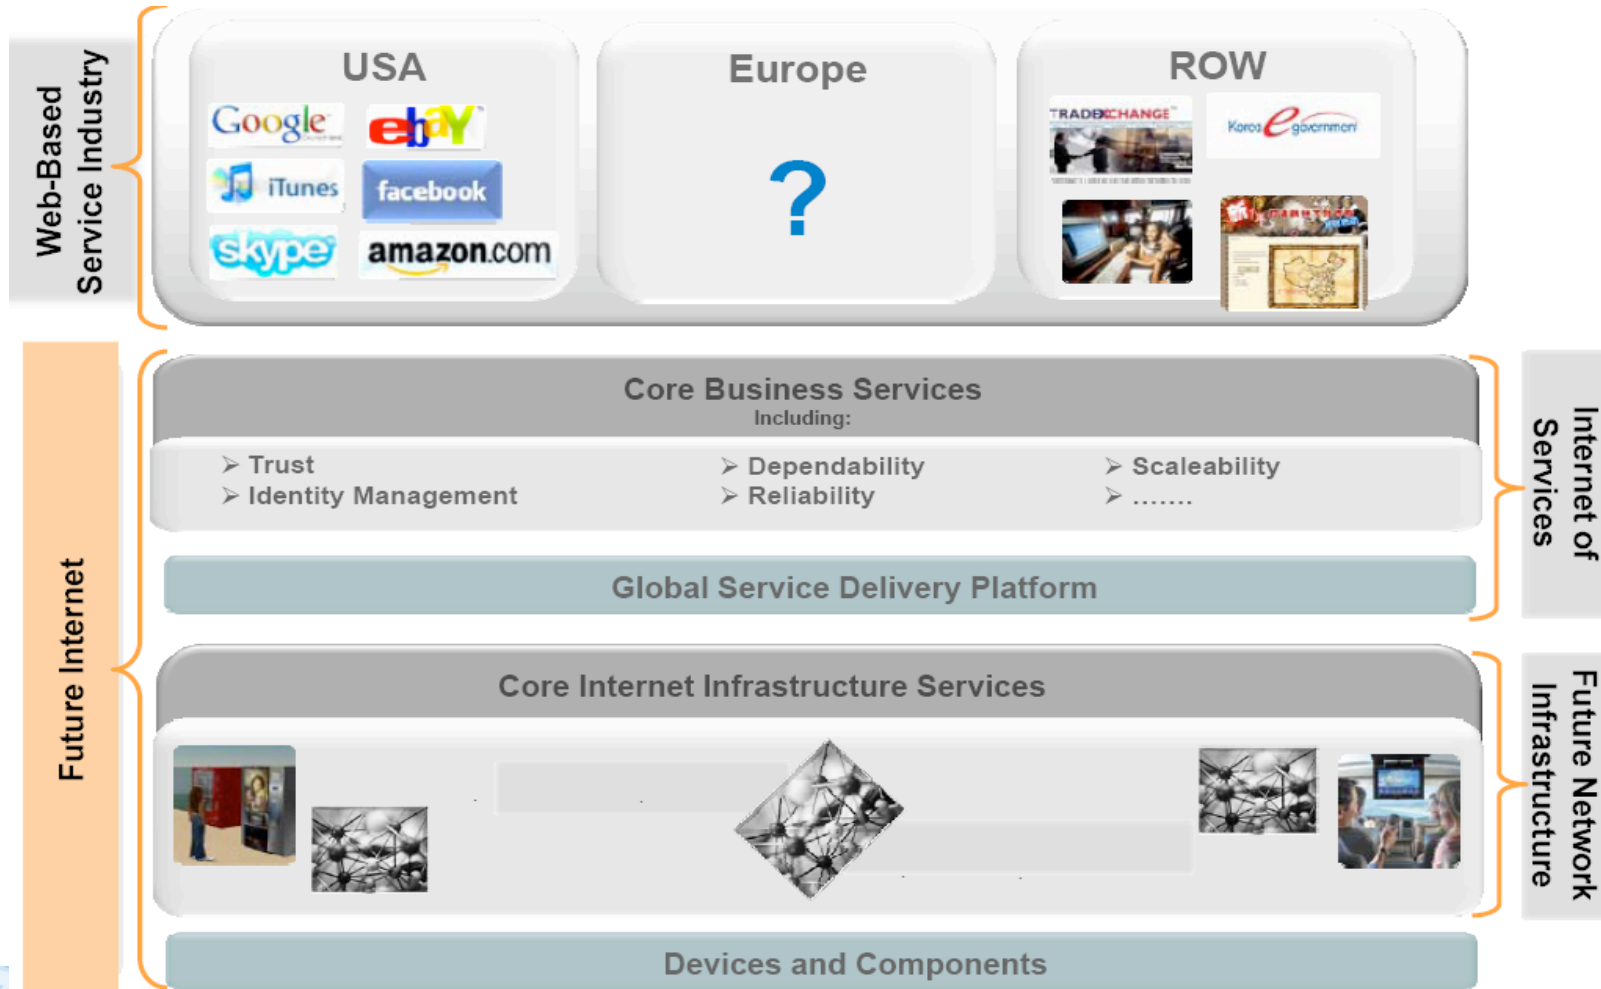 Web-Based
Service Industry
USA
Google
ebaY
iTunes
facebook
skype
amazon.com
Europe
?
ROW
TRADEXCHANGE
Korea e government
Future Internet
Core Business Services
Including:
➢ Trust
➢ Identity Management
➢ Dependability
➢ Reliability
➢ Scaleability
➢ .......
Global Service Delivery Platform
Internet of
Services
Core Internet Infrastructure Services
Future Network
Infrastructure
Devices and Components